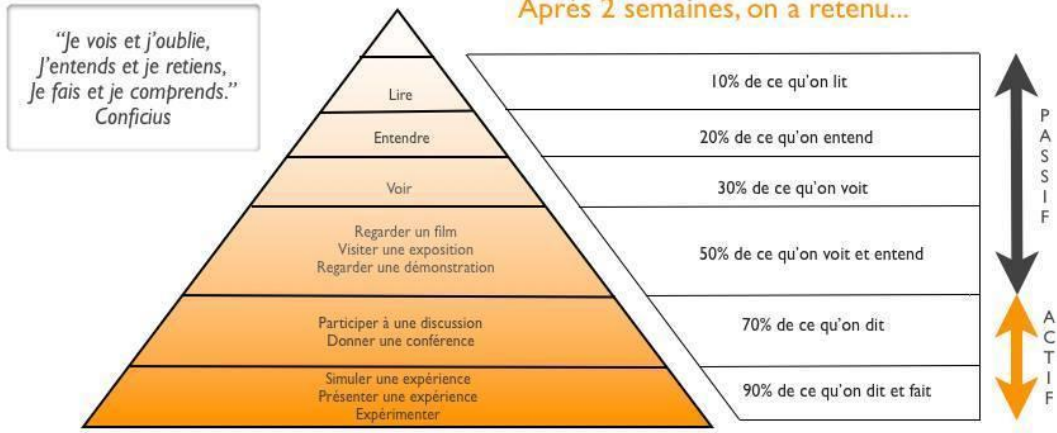 Après 2 semaines, on a retenu...
“Je vois et j’oublie,
J’entends et je retiens,
Je fais et je comprends.”
Conficius
Lire
10% de ce qu’on lit
Entendre
20% de ce qu’on entend
Voir
30% de ce qu’on voit
Regarder un film
Visiter une exposition
Regarder une démonstration
50% de ce qu’on voit et entend
Participer à une discussion
Donner une conférence
70% de ce qu’on dit
Simuler une expérience
Présenter une expérience
Expérimenter
90% de ce qu’on dit et fait
PASSIF
ACTIF